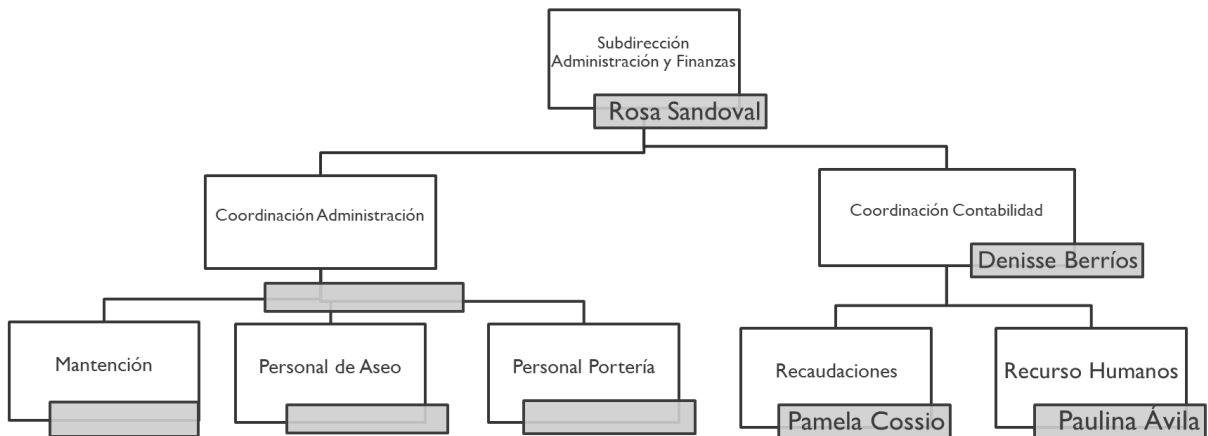 Subdirección
Administración y Finanzas
Rosa Sandoval
Coordinación Administración
Coordinación Contabilidad
Denisse Berríos
Mantención
Personal de Aseo
Personal Portería
Recaudaciones
Pamela Cossio
Recurso Humanos
Paulina Ávila